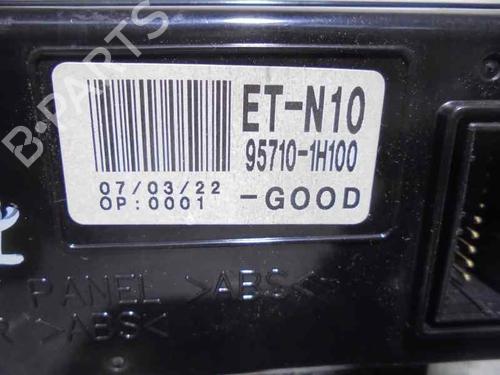 B-PARTS
ET-N10
95710-1H100
07/03/22
OP:0001
-GOOD
PANEL >ABS<
>ABS<